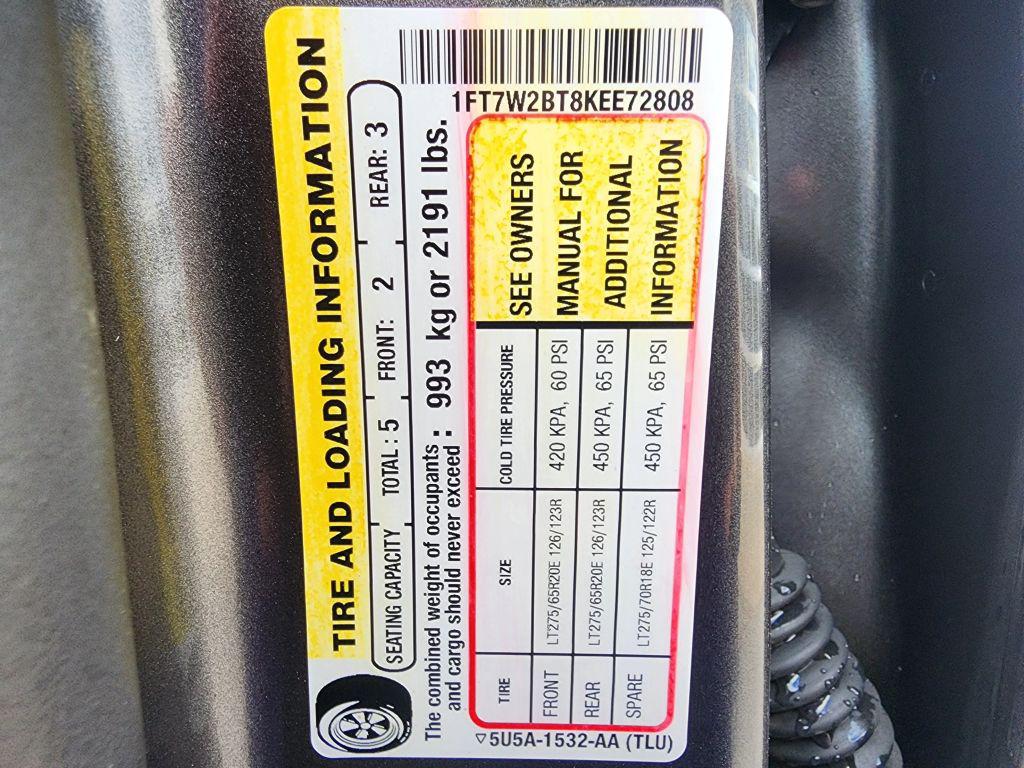 TIRE AND LOADING INFORMATION
SEATING CAPACITY TOTAL : 5 FRONT: 2 REAR: 3
The combined weight of occupants
and cargo should never exceed : 993 kg or 2191 lbs.
1FT7W2BT8KEE72808
TIRE SIZE COLD TIRE PRESSURE
FRONT LT275/65R20E 126/123R 420 KPA, 60 PSI
REAR LT275/65R20E 126/123R 450 KPA, 65 PSI
SPARE LT275/70R18E 125/122R 450 KPA, 65 PSI
SEE OWNERS
MANUAL FOR
ADDITIONAL
INFORMATION
▽5U5A-1532-AA (TLU)